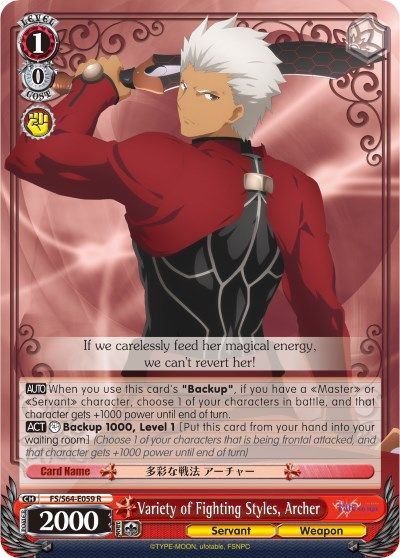 LEVEL
1
0
COST
If we carelessly feed her magical energy,
we can't revert her!
AUTO When you use this card's "Backup", if you have a «Master» or
«Servant» character, choose 1 of your characters in battle, and that
character gets +1000 power until end of turn.
ACT Backup 1000, Level 1 [Put this card from your hand into your
waiting room] (Choose 1 of your characters that is being frontal attacked, and
that character gets +1000 power until end of turn)
Card Name
多彩な戦法 アーチャー
CH FS/S64-E059 R
POWER
2000
Variety of Fighting Styles, Archer
Servant
Weapon
©TYPE-MOON, ufotable, FSNPC